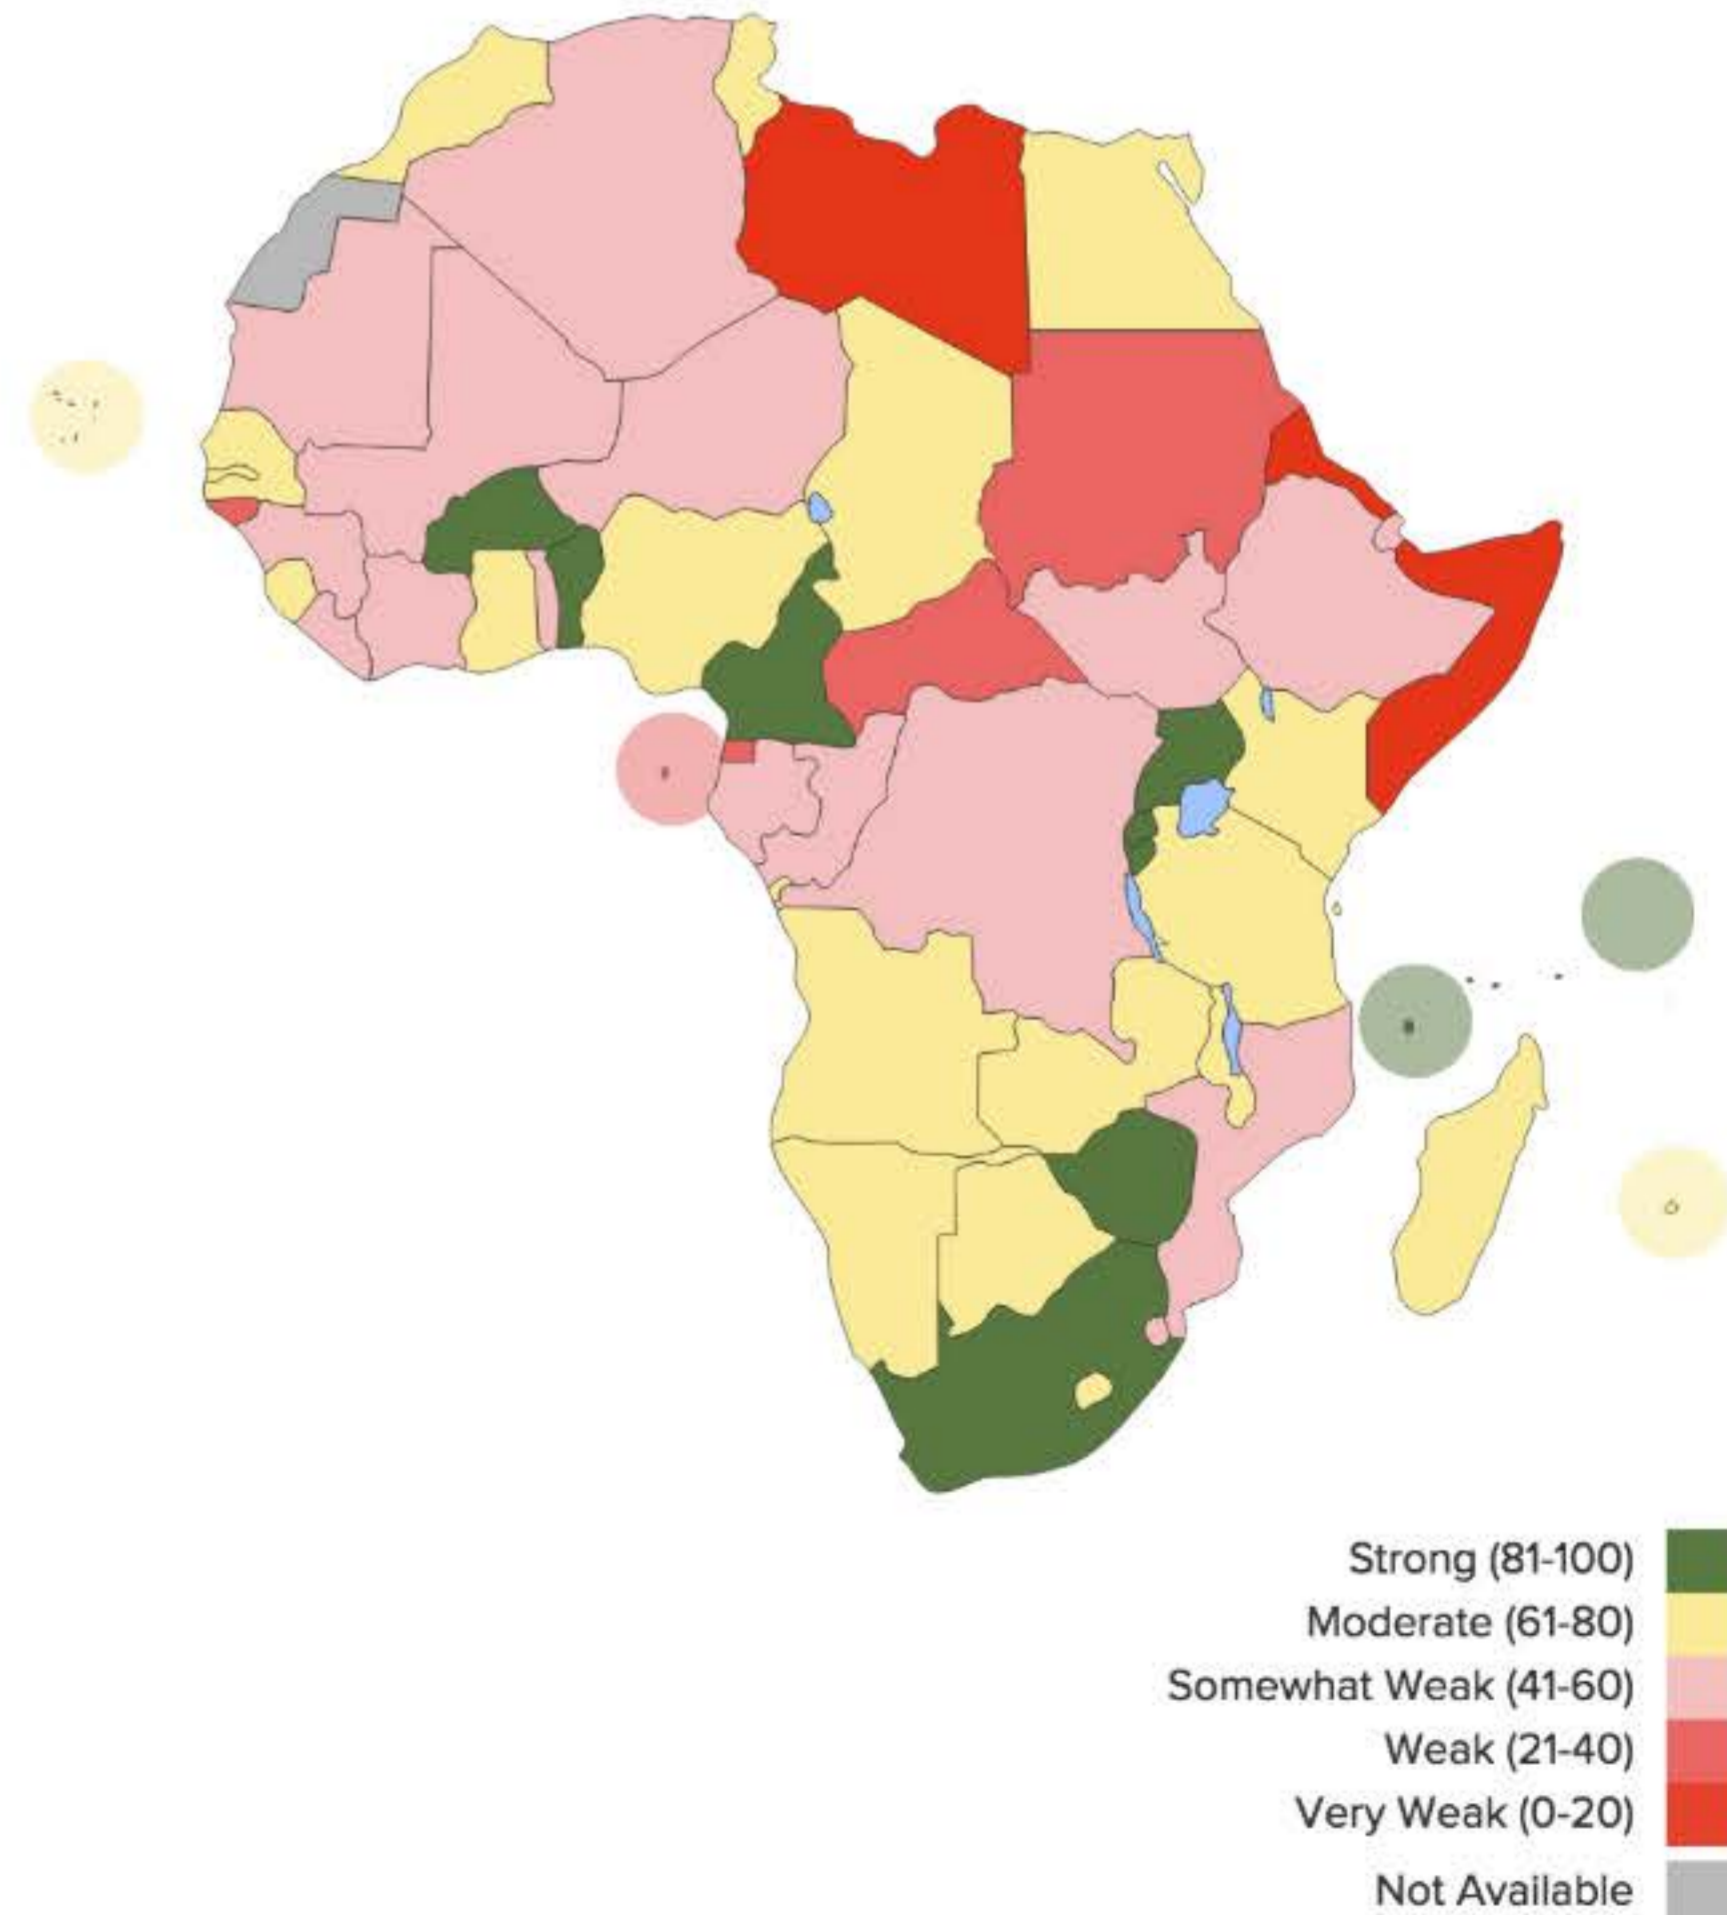 Strong (81-100)
Moderate (61-80)
Somewhat Weak (41-60)
Weak (21-40)
Very Weak (0-20)
Not Available